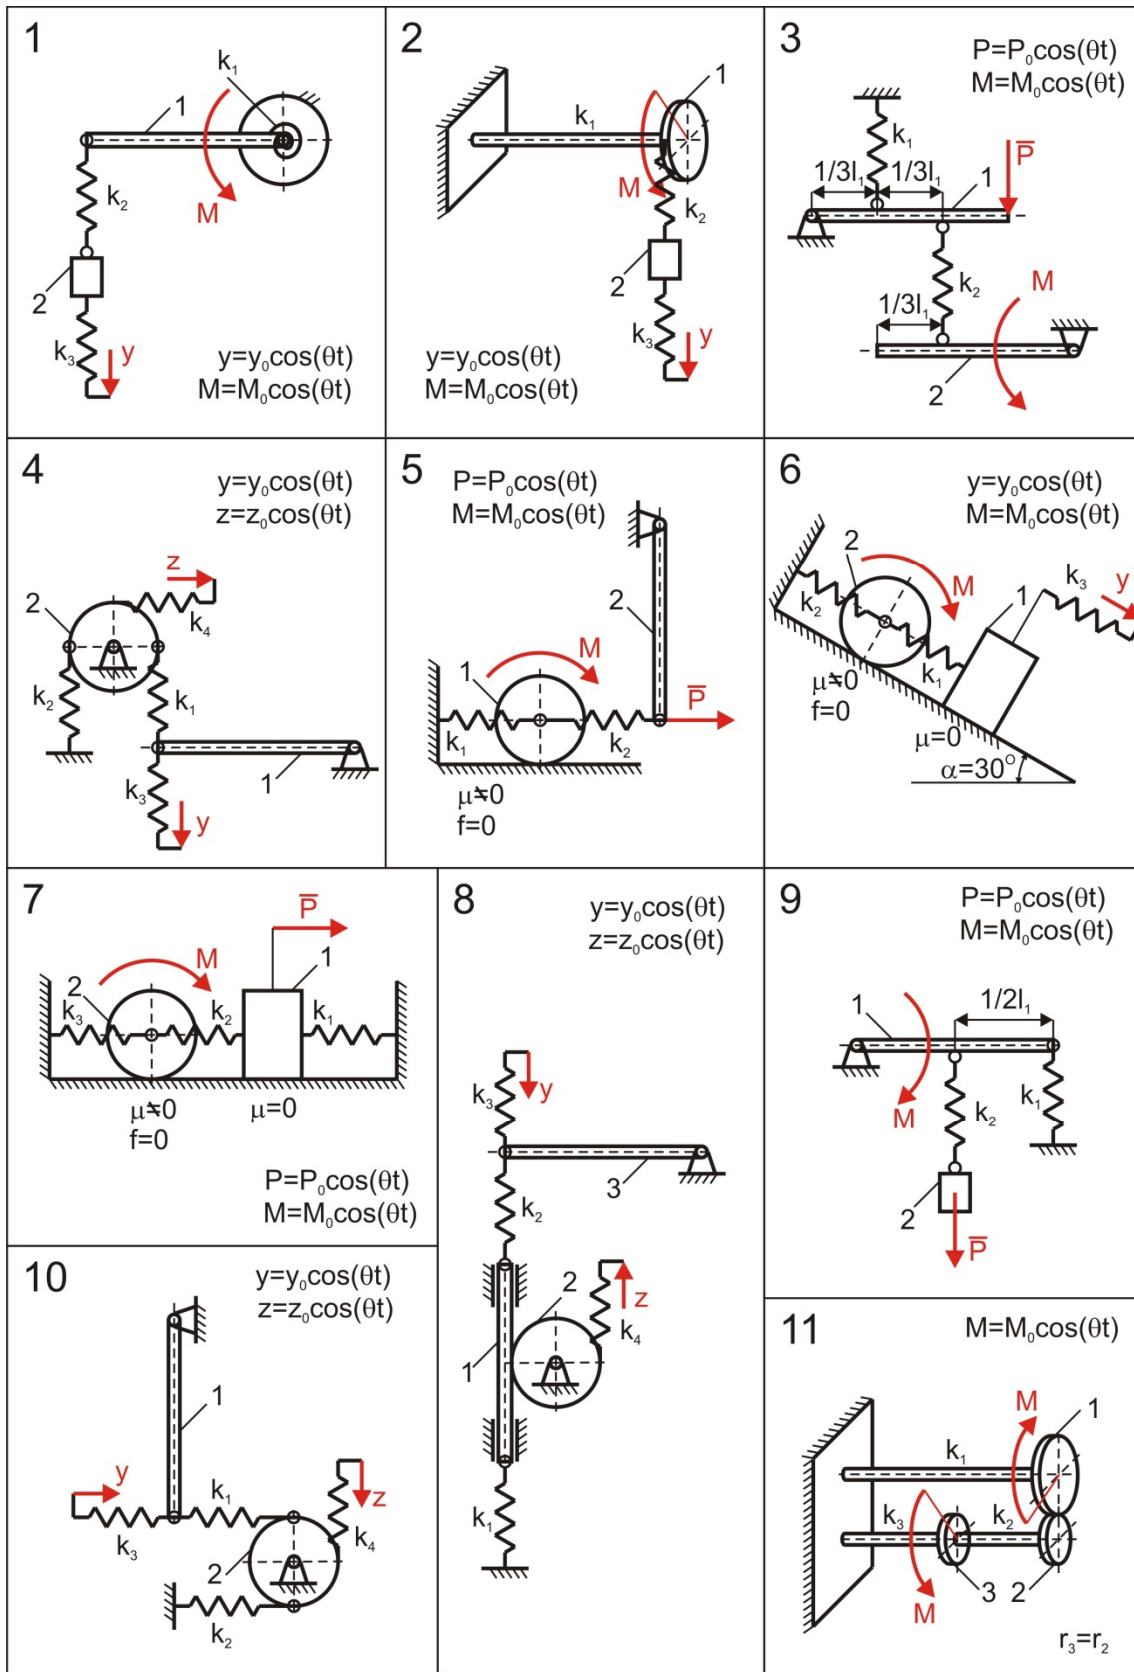 1
k₁
1
k₂
M
2
k₃
y
y=y₀cos(θt)
M=M₀cos(θt)
2
1
k₁
M
k₂
2
k₃
y
y=y₀cos(θt)
M=M₀cos(θt)
3
P=P₀cos(θt)
M=M₀cos(θt)
k₁
P̅
1/3l₁
1/3l₁
1
k₂
M
1/3l₁
2
4
y=y₀cos(θt)
z=z₀cos(θt)
z
2
k₄
k₂
k₁
k₃
1
y
5
P=P₀cos(θt)
M=M₀cos(θt)
2
M
1
P̅
k₁
k₂
μ≠0
f=0
6
y=y₀cos(θt)
M=M₀cos(θt)
2
M
k₃
1
y
k₂
k₁
μ≠0
f=0
μ=0
α=30°
7
P̅
M
1
2
k₃
k₂
k₁
μ≠0
μ=0
f=0
P=P₀cos(θt)
M=M₀cos(θt)
8
y=y₀cos(θt)
z=z₀cos(θt)
k₃
y
3
k₂
2
z
k₄
1
k₁
9
P=P₀cos(θt)
M=M₀cos(θt)
1
1/2l₁
M
k₂
k₁
2
P̅
10
y=y₀cos(θt)
z=z₀cos(θt)
1
y
k₁
z
k₃
k₄
2
k₂
11
M=M₀cos(θt)
M
1
k₁
k₃
k₂
M
3
2
r₃=r₂